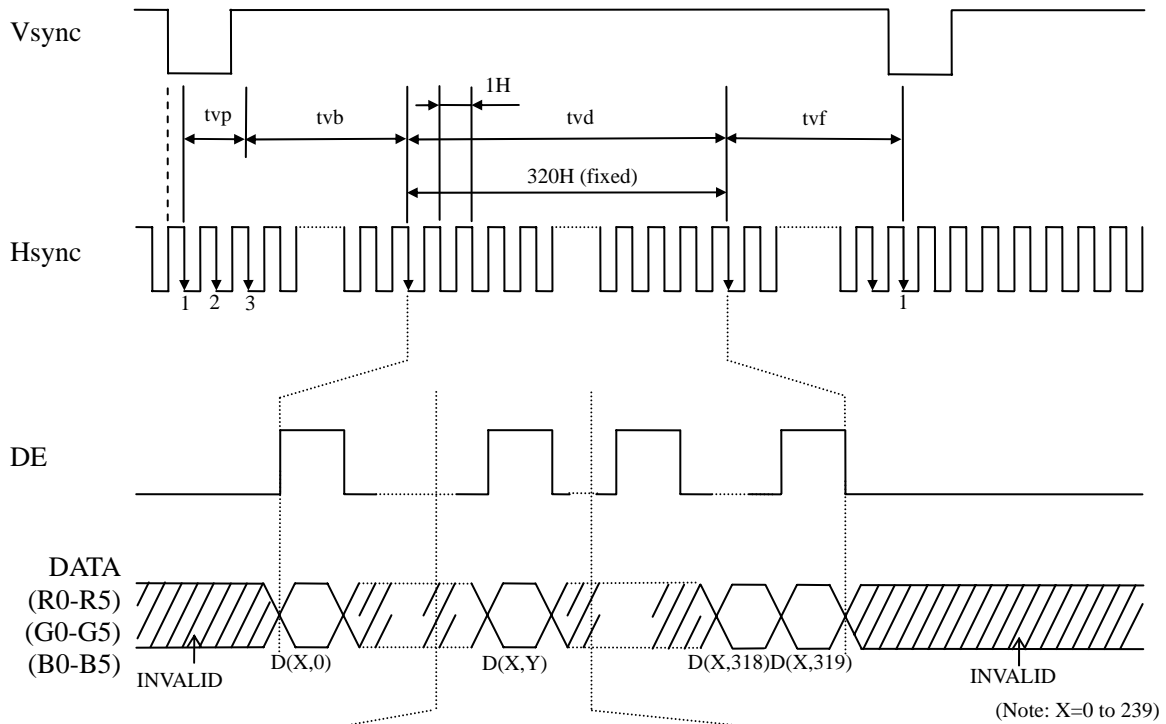 Vsync
1H
tvp
tvb
tvd
tvf
320H (fixed)
Hsync
1
2
3
1
DE
DATA
(R0-R5)
(G0-G5)
(B0-B5)
D(X,0)
D(X,Y)
D(X,318)
D(X,319)
INVALID
INVALID
(Note: X=0 to 239)